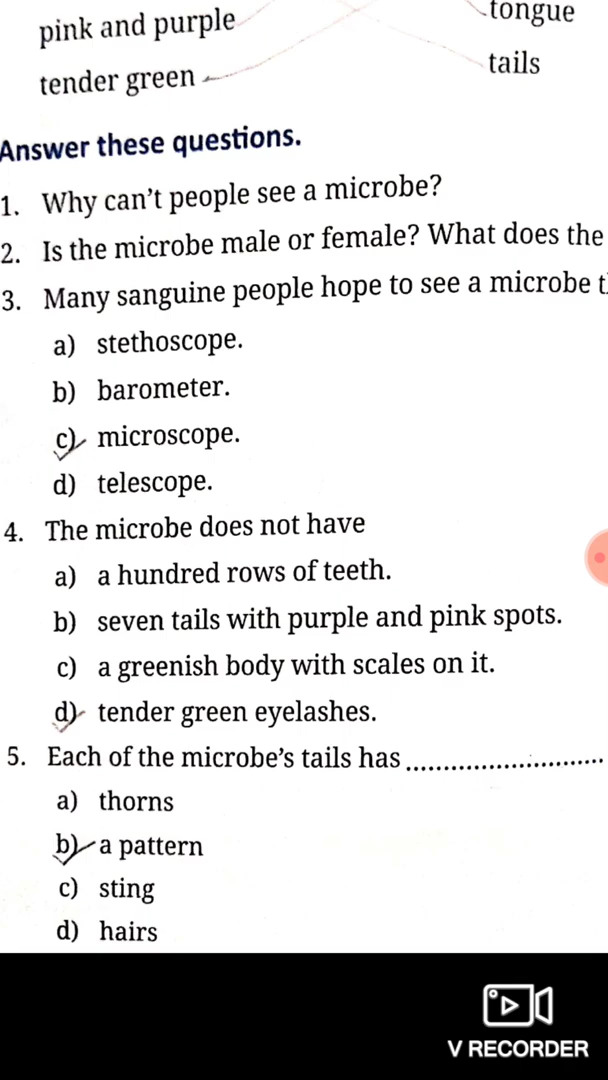 pink and purple
tongue
tender green
tails
Answer these questions.
1. Why can't people see a microbe?
2. Is the microbe male or female? What does the
3. Many sanguine people hope to see a microbe
a) stethoscope.
b) barometer.
c) microscope.
d) telescope.
4. The microbe does not have
a) a hundred rows of teeth.
b) seven tails with purple and pink spots.
c) a greenish body with scales on it.
d) tender green eyelashes.
5. Each of the microbe's tails has ........................
a) thorns
b) a pattern
c) sting
d) hairs
V RECORDER